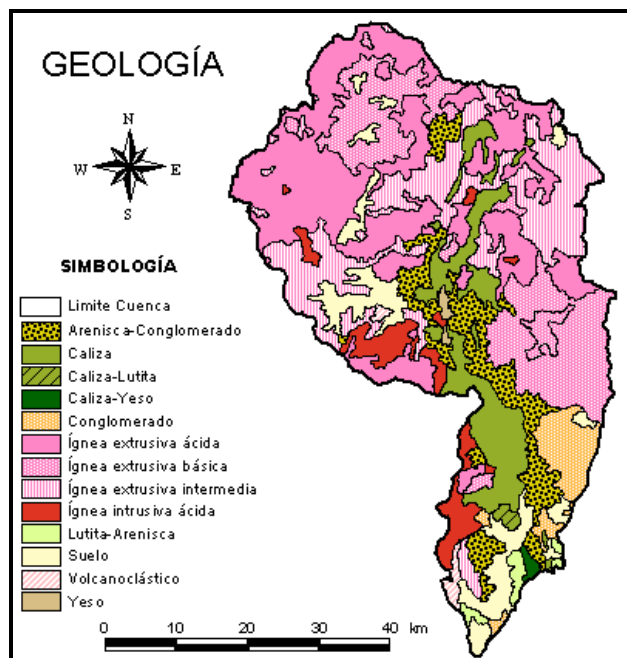 GEOLOGÍA
N
W E
S
SIMBOLOGÍA
Limite Cuenca
Arenisca-Conglomerado
Caliza
Caliza-Lutita
Caliza-Yeso
Conglomerado
Ígnea extrusiva ácida
Ígnea extrusiva básica
Ígnea extrusiva intermedia
Ígnea intrusiva ácida
Lutita-Arenisca
Suelo
Volcanoclástico
Yeso
0 10 20 30 40 km